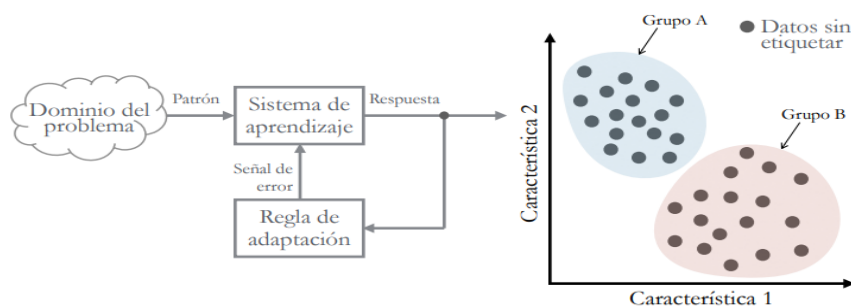 Dominio del
problema
Patrón
Sistema de
aprendizaje
Respuesta
Señal de
error
Regla de
adaptación
Grupo A
Datos sin
etiquetar
Grupo B
Característica 2
Característica 1